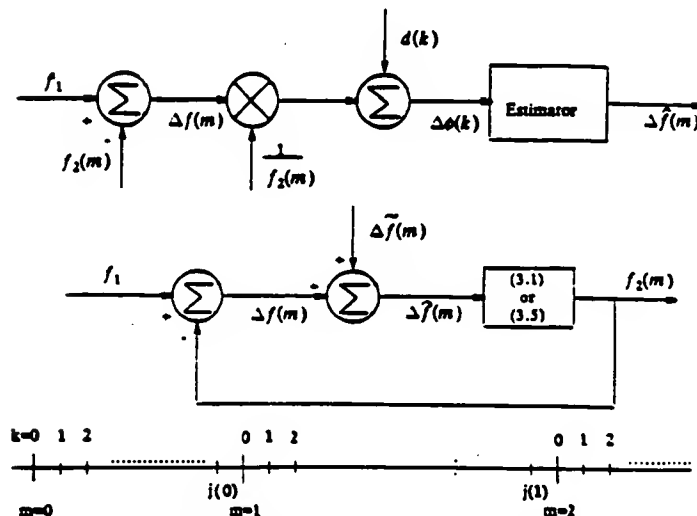 d(k)
f₁ Σ Δf(m) Σ Δϕ(k) Estimator Δf̂(m)
+
f₂(m) -
1/f₂(m)
Δf̃(m)
+
f₁ Σ Δf(m) + Σ Δf̂(m) (3.1) or (3.5) f₂(m)
+
-
k=0 1 2 ........ 0 1 2 0 1 2 ........
j(0) j(1)
m=0 m=1 m=2